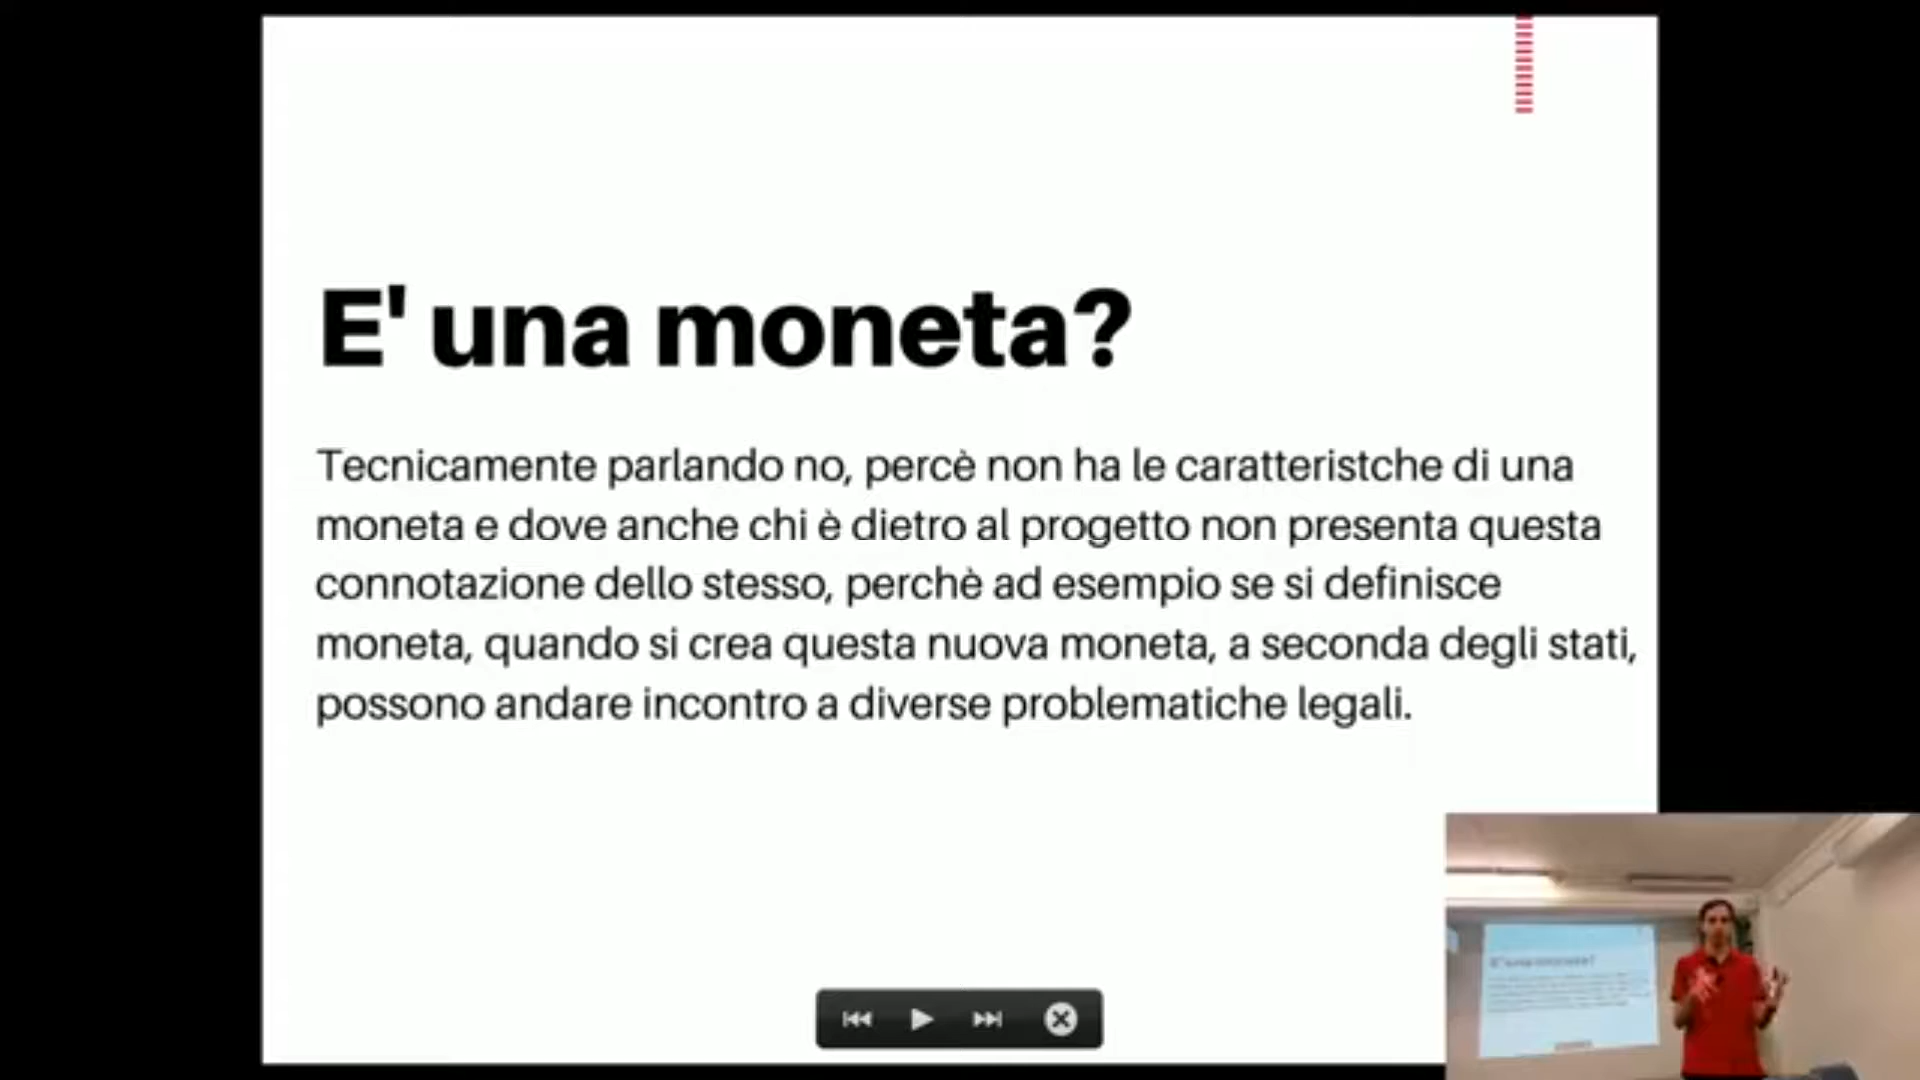 E' una moneta?
Tecnicamente parlando no, percè non ha le caratteristche di una
moneta e dove anche chi è dietro al progetto non presenta questa
connotazione dello stesso, perchè ad esempio se si definisce
moneta, quando si crea questa nuova moneta, a seconda degli stati,
possono andare incontro a diverse problematiche legali.
E' una moneta?